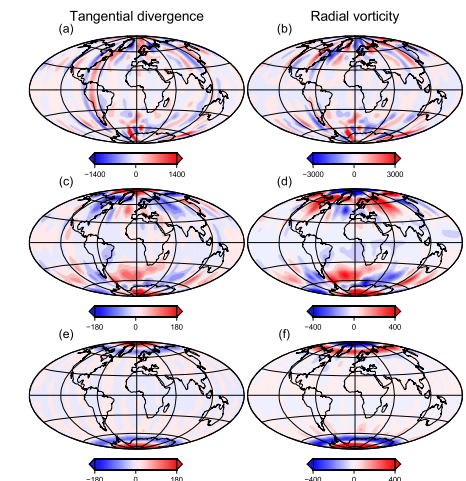 Tangential divergence Radial vorticity
(a) (b)
−1400 0 1400 −3000 0 3000
(c) (d)
−180 0 180 −400 0 400
(e) (f)
−180 0 180 −400 0 400